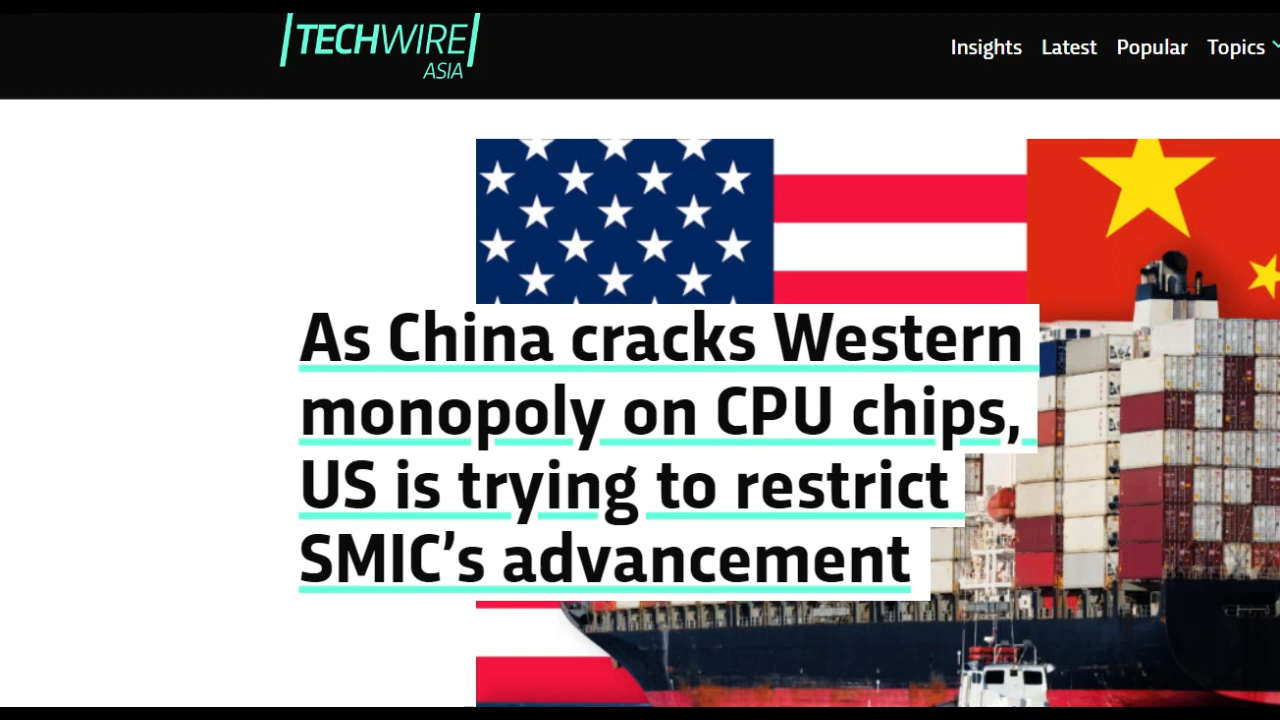 TECHWIRE
ASIA
Insights Latest Popular Topics
As China cracks Western
monopoly on CPU chips,
US is trying to restrict
SMIC’s advancement